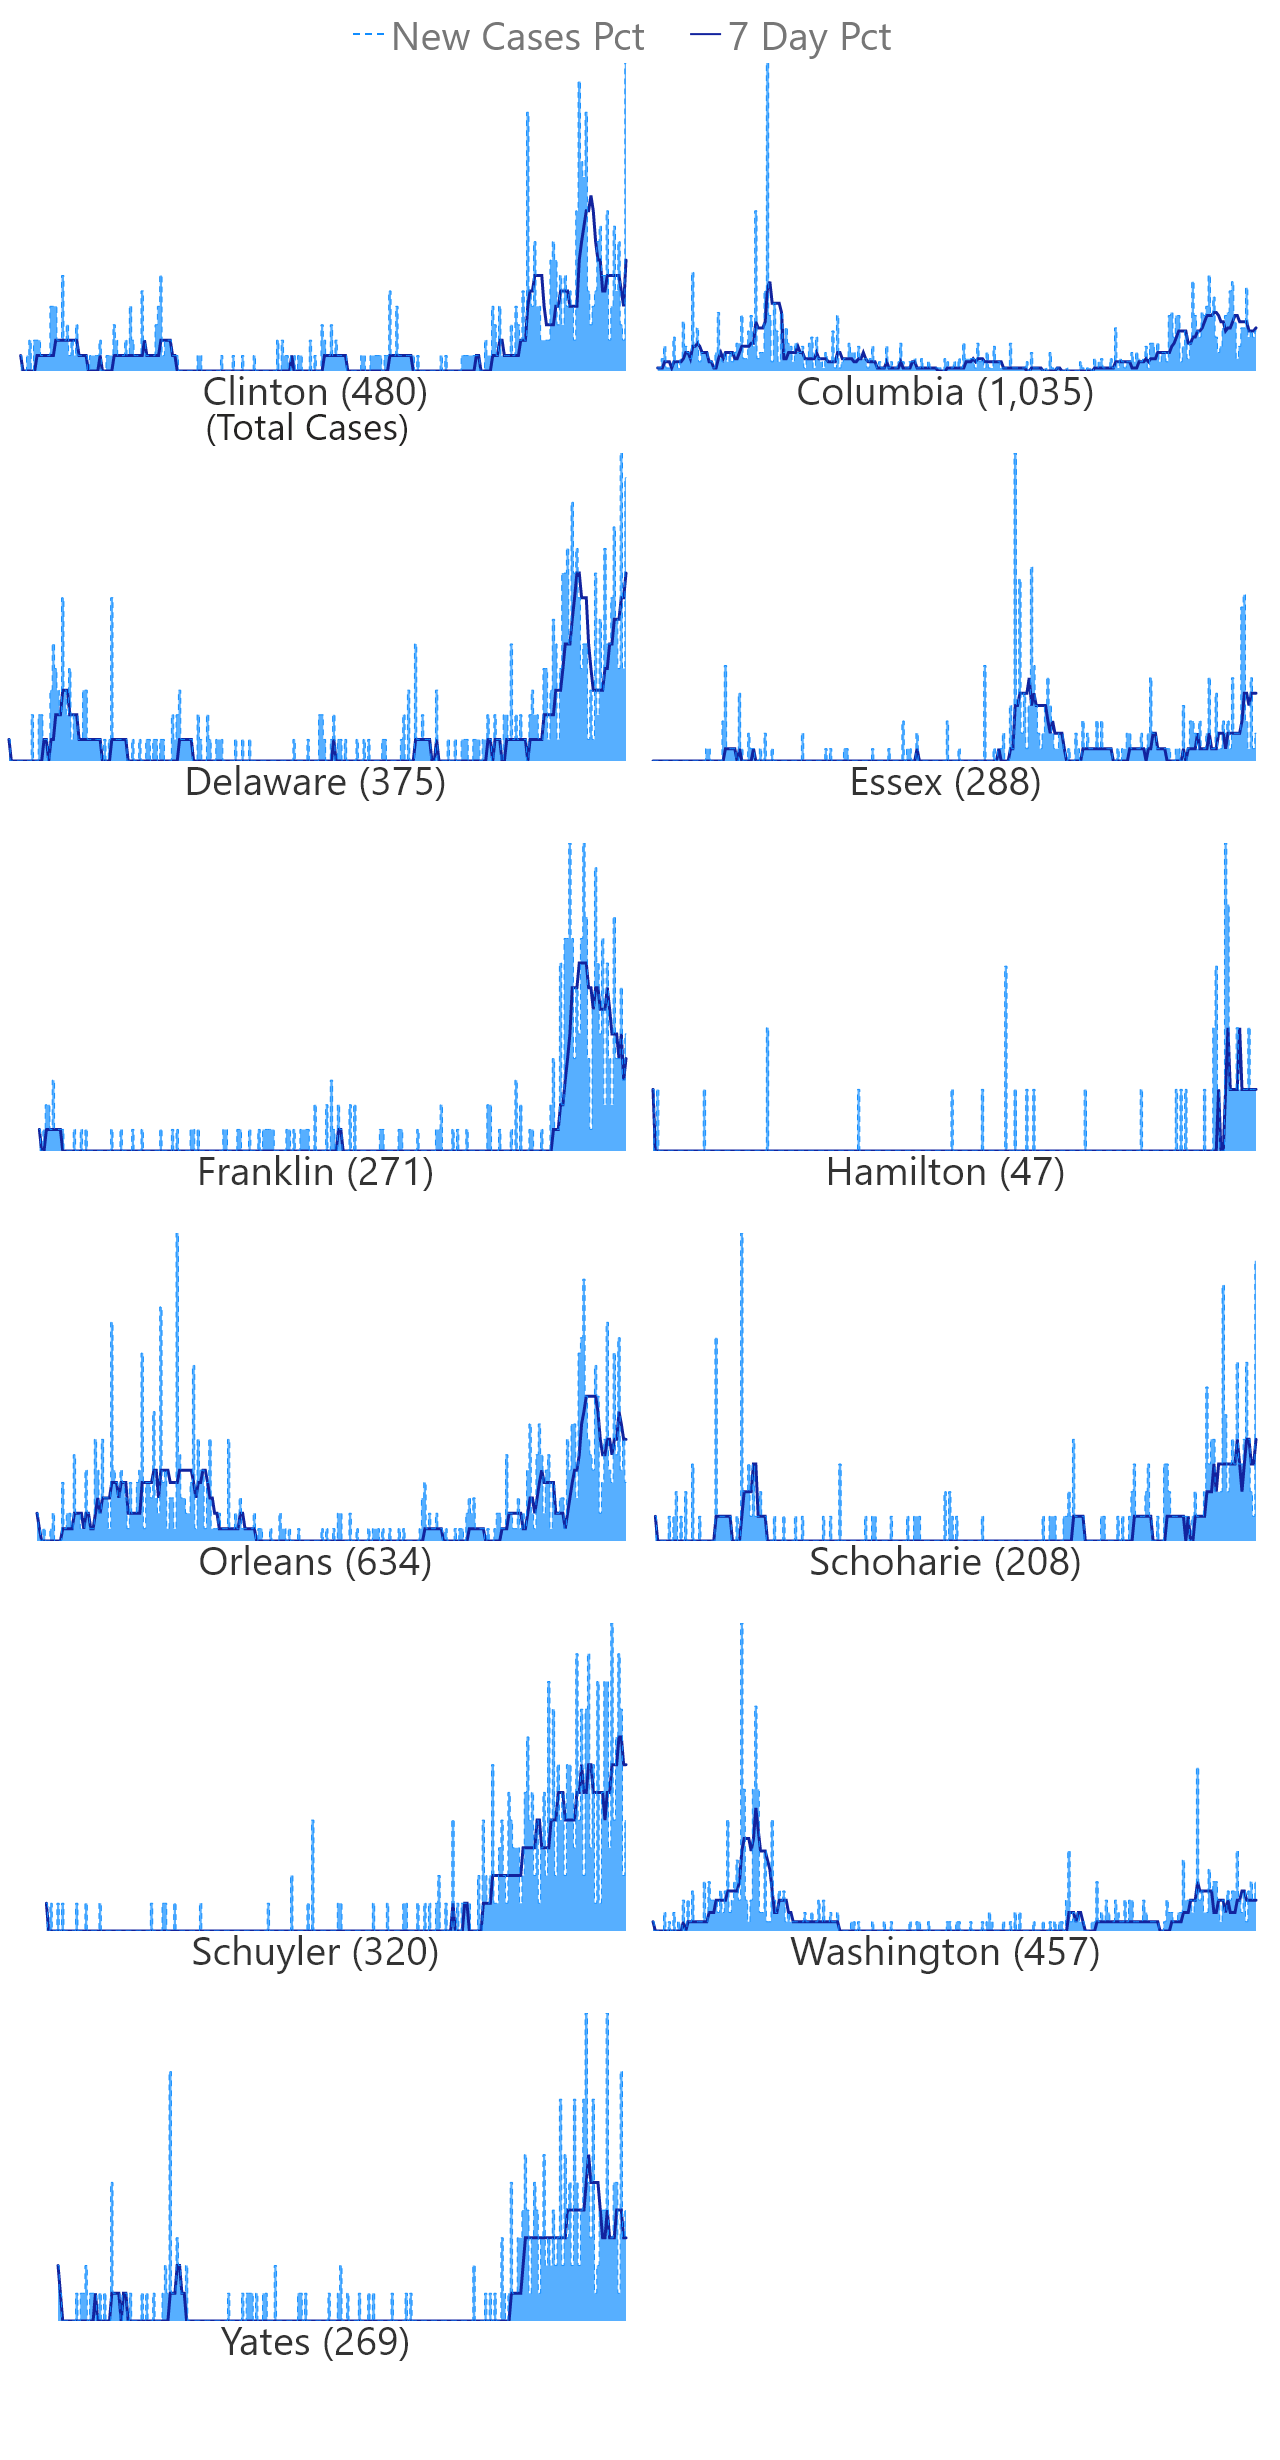 New Cases Pct 7 Day Pct
Clinton (480) Columbia (1,035)
(Total Cases)
Delaware (375) Essex (288)
Franklin (271) Hamilton (47)
Orleans (634) Schoharie (208)
Schuyler (320) Washington (457)
Yates (269)